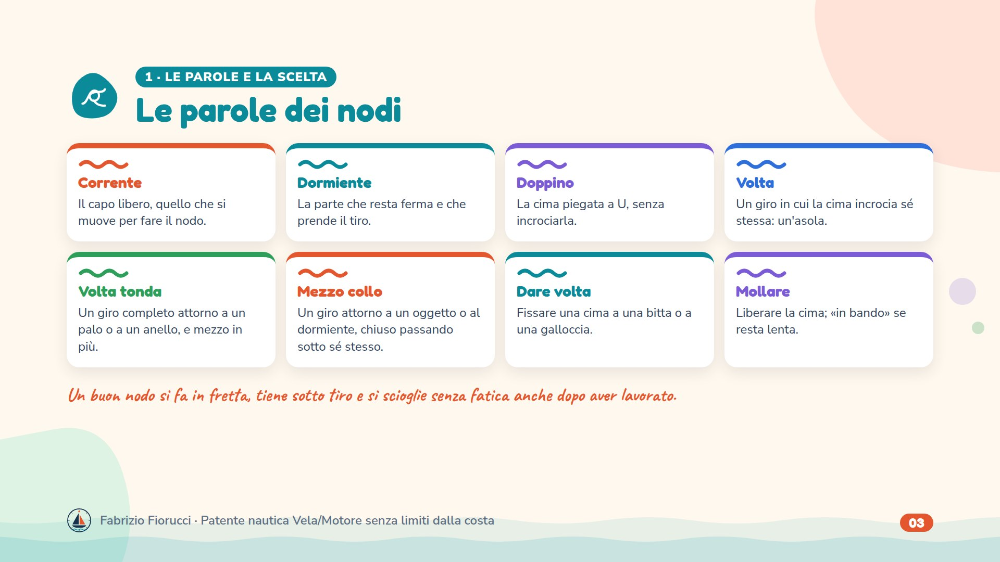 1 · LE PAROLE E LA SCELTA
Le parole dei nodi
Corrente
Il capo libero, quello che si
muove per fare il nodo.
Dormiente
La parte che resta ferma e che
prende il tiro.
Doppino
La cima piegata a U, senza
incrociarla.
Volta
Un giro in cui la cima incrocia sé
stessa: un'asola.
Volta tonda
Un giro completo attorno a un
palo o a un anello, e mezzo in
più.
Mezzo collo
Un giro attorno a un oggetto o al
dormiente, chiuso passando
sotto sé stesso.
Dare volta
Fissare una cima a una bitta o a
una galloccia.
Mollare
Liberare la cima; «in bando» se
resta lenta.
Un buon nodo si fa in fretta, tiene sotto tiro e si scioglie senza fatica anche dopo aver lavorato.
Fabrizio Fiorucci · Patente nautica Vela/Motore senza limiti dalla costa
03